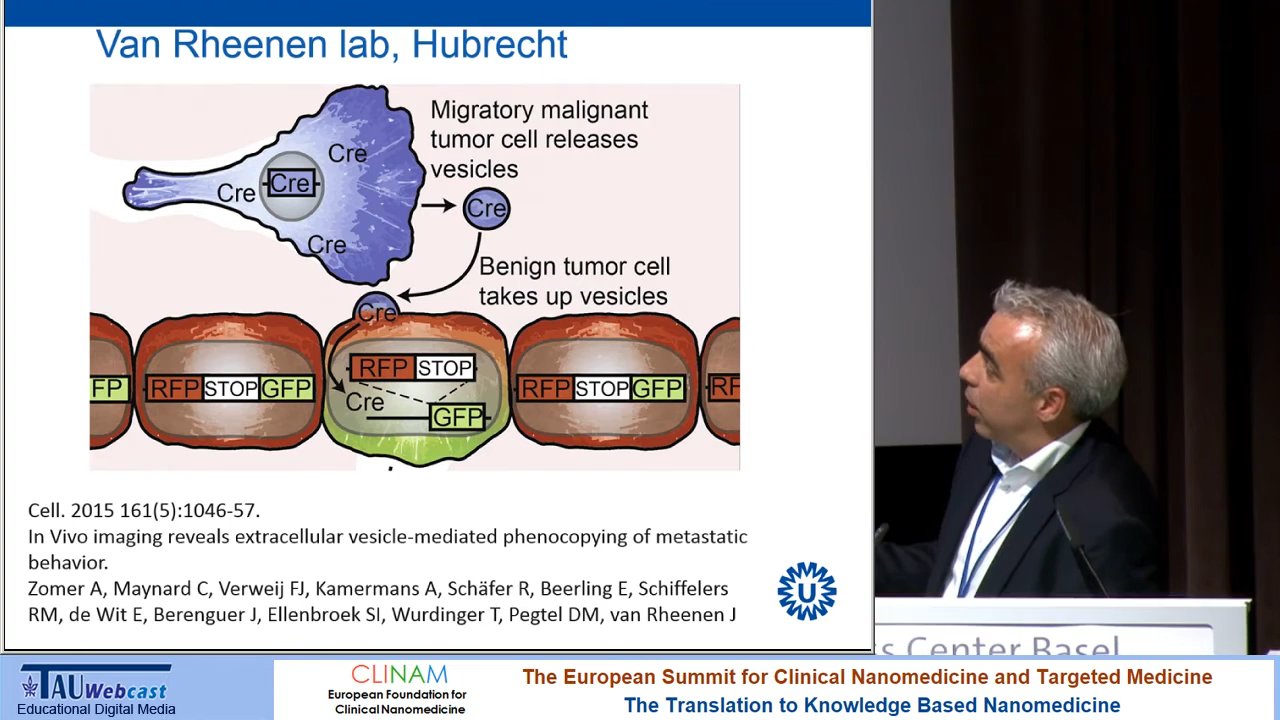 Van Rheenen lab, Hubrecht
Migratory malignant
tumor cell releases
vesicles
Cre
Cre
Cre
Cre
Cre
Benign tumor cell
takes up vesicles
Cre
RFP STOP
FP
RFP STOP GFP
Cre
GFP
RFP STOP GFP
RF
Cell. 2015 161(5):1046-57.
In Vivo imaging reveals extracellular vesicle-mediated phenocopying of metastatic
behavior.
Zomer A, Maynard C, Verweij FJ, Kamermans A, Schäfer R, Beerling E, Schiffelers
RM, de Wit E, Berenguer J, Ellenbroek SI, Wurdinger T, Pegtel DM, van Rheenen J
U
ss Center Basel
TAU Webcast
Educational Digital Media
CLINAM
European Foundation for
Clinical Nanomedicine
The European Summit for Clinical Nanomedicine and Targeted Medicine
The Translation to Knowledge Based Nanomedicine